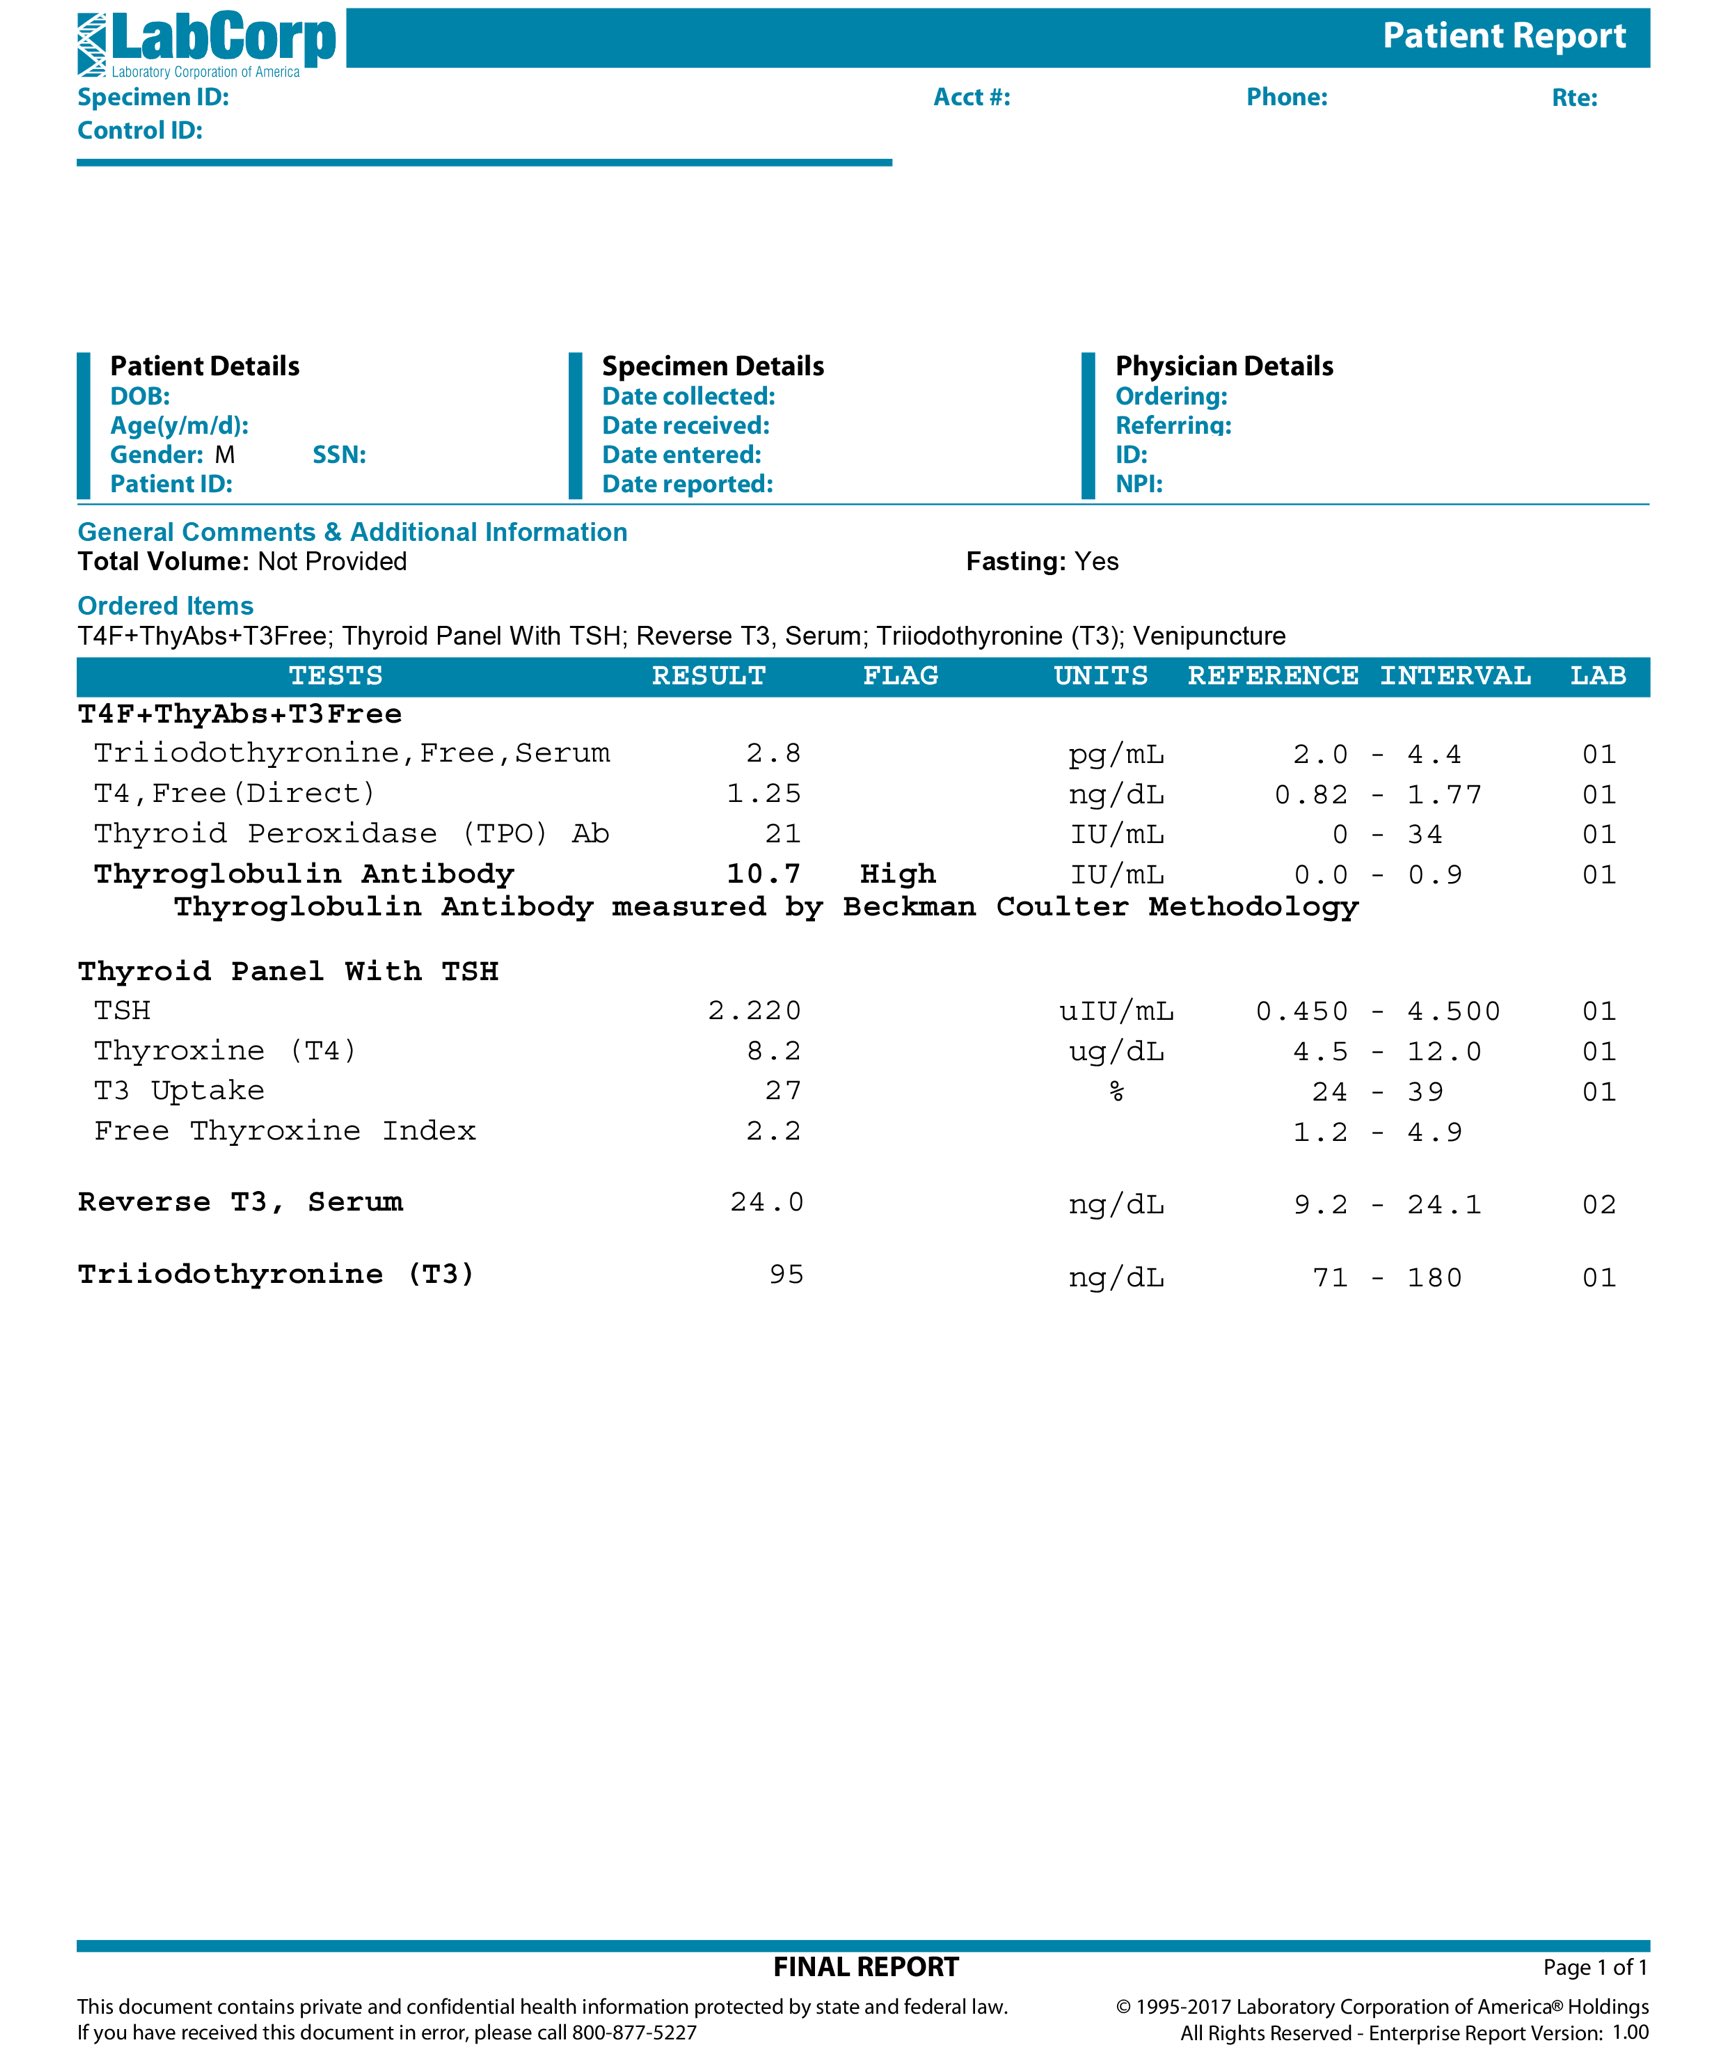 LabCorp
Laboratory Corporation of America
Patient Report
Specimen ID: Acct #: Phone: Rte:
Control ID:
Patient Details Specimen Details Physician Details
DOB: Date collected: Ordering:
Age(y/m/d): Date received: Referring:
Gender: M SSN: Date entered: ID:
Patient ID: Date reported: NPI:
General Comments & Additional Information
Total Volume: Not Provided Fasting: Yes
Ordered Items
T4F+ThyAbs+T3Free; Thyroid Panel With TSH; Reverse T3, Serum; Triiodothyronine (T3); Venipuncture
TESTS RESULT FLAG UNITS REFERENCE INTERVAL LAB
T4F+ThyAbs+T3Free
Triiodothyronine,Free,Serum 2.8 pg/mL 2.0 - 4.4 01
T4,Free(Direct) 1.25 ng/dL 0.82 - 1.77 01
Thyroid Peroxidase (TPO) Ab 21 IU/mL 0 - 34 01
Thyroglobulin Antibody 10.7 High IU/mL 0.0 - 0.9 01
Thyroglobulin Antibody measured by Beckman Coulter Methodology
Thyroid Panel With TSH
TSH 2.220 uIU/mL 0.450 - 4.500 01
Thyroxine (T4) 8.2 ug/dL 4.5 - 12.0 01
T3 Uptake 27 % 24 - 39 01
Free Thyroxine Index 2.2 1.2 - 4.9
Reverse T3, Serum 24.0 ng/dL 9.2 - 24.1 02
Triiodothyronine (T3) 95 ng/dL 71 - 180 01
FINAL REPORT Page 1 of 1
This document contains private and confidential health information protected by state and federal law. © 1995-2017 Laboratory Corporation of America® Holdings
If you have received this document in error, please call 800-877-5227 All Rights Reserved - Enterprise Report Version: 1.00